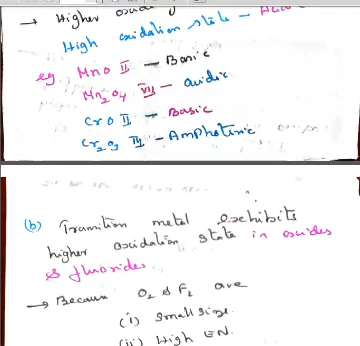 → Higher
High oxidation state -
eg. MnO II - Basic
Mn2O7 VII - acidic
CrO II - Basic
Cr2O3 III - Amphoteric
(b) Transition metal exhibits
higher oxidation state in oxides
& fluorides.
→ Because O2 & F2 are
(i) small size.
(ii) High EN.